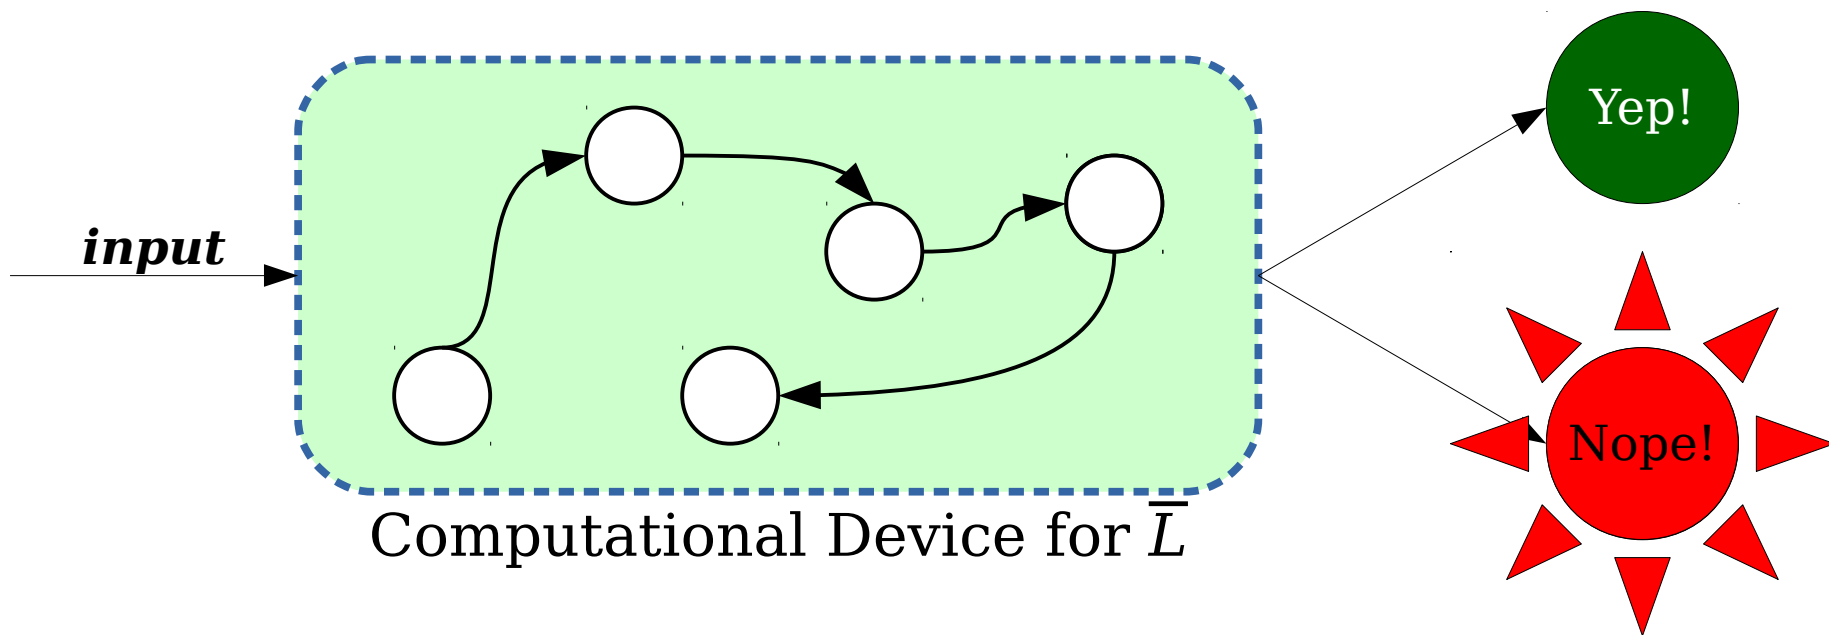 Yep!
input
Nope!
Computational Device for L̅